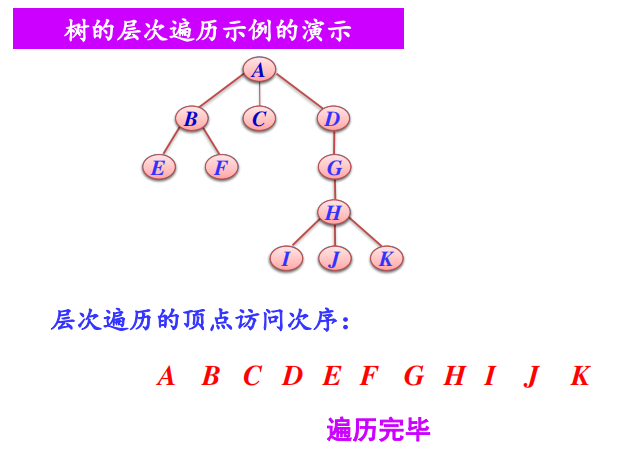 树的层次遍历示例的演示
A
B C D
E F G
H
I J K
层次遍历的顶点访问次序：
A B C D E F G H I J K
遍历完毕